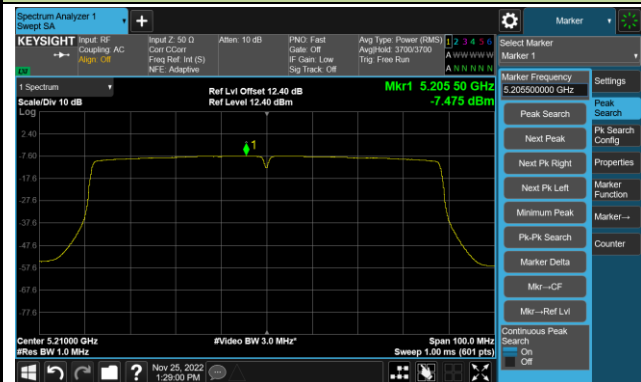 Spectrum Analyzer 1
Swept SA
Marker
KEYSIGHT
Input: RF
Coupling: AC
Align: Off
Input Z: 50 Ω
Corr CCorr
Freq Ref: Int (S)
NFE: Adaptive
Atten: 10 dB
PNO: Fast
Gate: Off
IF Gain: Low
Sig Track: Off
Avg Type: Power (RMS)
Avg|Hold: 3700/3700
Trig: Free Run
1 2 3 4 5 6
A W W W W W
A N N N N N
LXI
Select Marker
Marker 1
1 Spectrum
Scale/Div 10 dB
Log
Ref Lvl Offset 12.40 dB
Ref Level 12.40 dBm
Mkr1 5.205 50 GHz
-7.475 dBm
Marker Frequency
5.205500000 GHz
Peak Search
Next Peak
Next Pk Right
Next Pk Left
Minimum Peak
Pk-Pk Search
Marker Delta
Mkr→CF
Mkr→Ref Lvl
Continuous Peak
Search
On
Off
Settings
Peak
Search
Pk Search
Config
Properties
Marker
Function
Marker→
Counter
2.40
-7.60
-17.6
-27.6
-37.6
-47.6
-57.6
-67.6
-77.6
1
Center 5.21000 GHz
#Res BW 1.0 MHz
#Video BW 3.0 MHz*
Span 100.0 MHz
Sweep 1.00 ms (601 pts)
Nov 25, 2022
1:29:00 PM